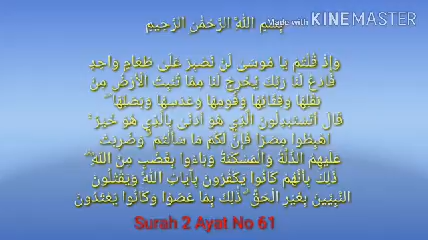 بِسْمِ اللَّهِ الرَّحْمَٰنِ الرَّحِيمِ
Made with KINEMASTER
وَإِذْ قُلْتُمْ يَا مُوسَىٰ لَنْ نَصْبِرَ عَلَىٰ طَعَامٍ وَاحِدٍ
فَادْعُ لَنَا رَبَّكَ يُخْرِجْ لَنَا مِمَّا تُنْبِتُ الْأَرْضُ مِنْ
بَقْلِهَا وَقِثَّائِهَا وَفُومِهَا وَعَدَسِهَا وَبَصَلِهَا ۖ
قَالَ أَتَسْتَبْدِلُونَ الَّذِي هُوَ أَدْنَىٰ بِالَّذِي هُوَ خَيْرٌ ۚ
اهْبِطُوا مِصْرًا فَإِنَّ لَكُمْ مَا سَأَلْتُمْ ۗ وَضُرِبَتْ
عَلَيْهِمُ الذِّلَّةُ وَالْمَسْكَنَةُ وَبَاءُوا بِغَضَبٍ مِنَ اللَّهِ ۗ
ذَٰلِكَ بِأَنَّهُمْ كَانُوا يَكْفُرُونَ بِآيَاتِ اللَّهِ وَيَقْتُلُونَ
النَّبِيِّينَ بِغَيْرِ الْحَقِّ ۗ ذَٰلِكَ بِمَا عَصَوْا وَكَانُوا يَعْتَدُونَ
Surah 2 Ayat No 61